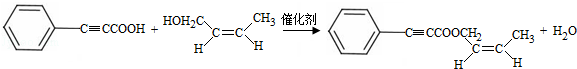 C≡CCOOH + HOH₂C CH₃ C=C H H 催化剂 C≡CCOOCH₂ CH₃ C=C H H + H₂O